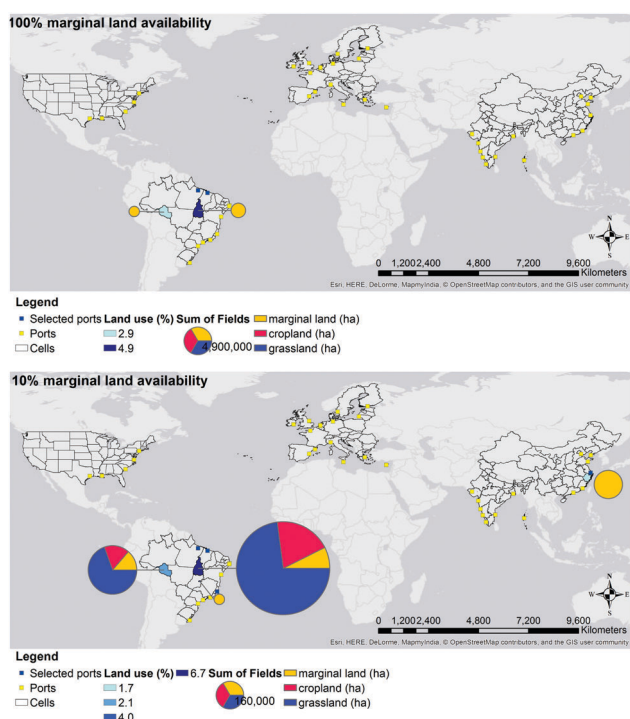 100% marginal land availability
N
W E
S
0 1,200 2,400 4,800 7,200 9,600
Kilometers
Esri, HERE, DeLorme, MapmyIndia, © OpenStreetMap contributors, and the GIS user community
Legend
Selected ports Land use (%) Sum of Fields marginal land (ha)
Ports 2.9 cropland (ha)
Cells 4.9 4,900,000 grassland (ha)
10% marginal land availability
N
W E
S
0 1,200 2,400 4,800 7,200 9,600
Kilometers
Esri, HERE, DeLorme, MapmyIndia, © OpenStreetMap contributors, and the GIS user community
Legend
Selected ports Land use (%) 6.7 Sum of Fields marginal land (ha)
Ports 1.7 cropland (ha)
Cells 2.1 160,000 grassland (ha)
4.0